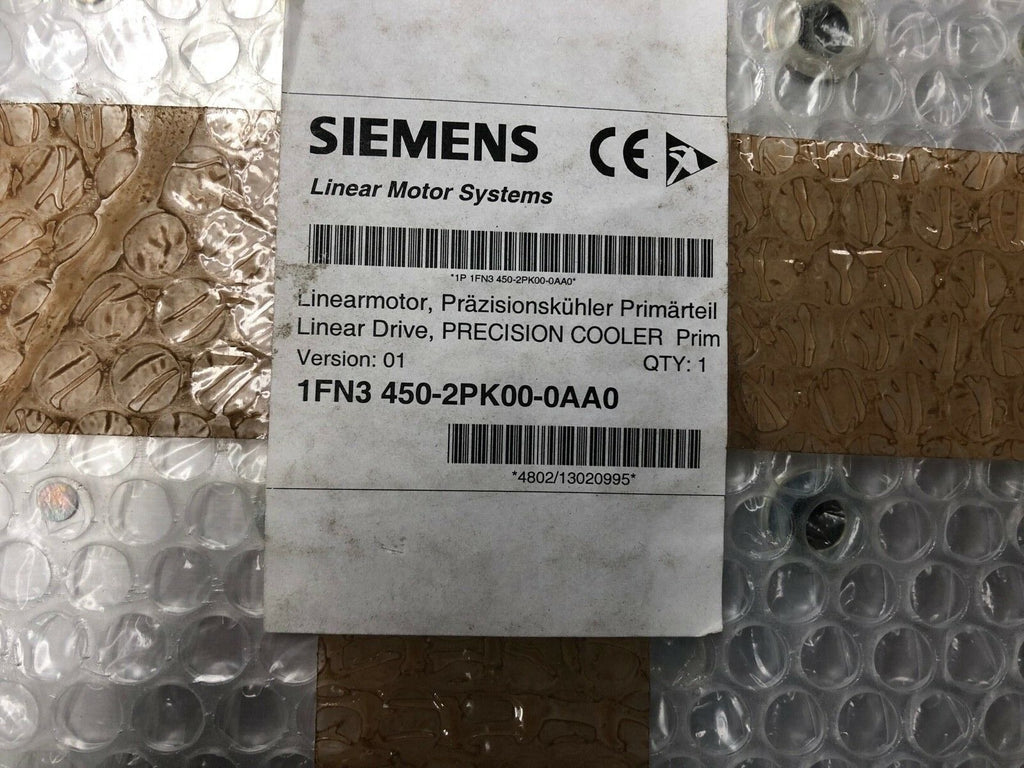 SIEMENS CE
Linear Motor Systems
*1P 1FN3 450-2PK00-0AA0*
Linearmotor, Präzisionskühler Primärteil
Linear Drive, PRECISION COOLER Prim
Version: 01 QTY: 1
1FN3 450-2PK00-0AA0
*4802/13020995*